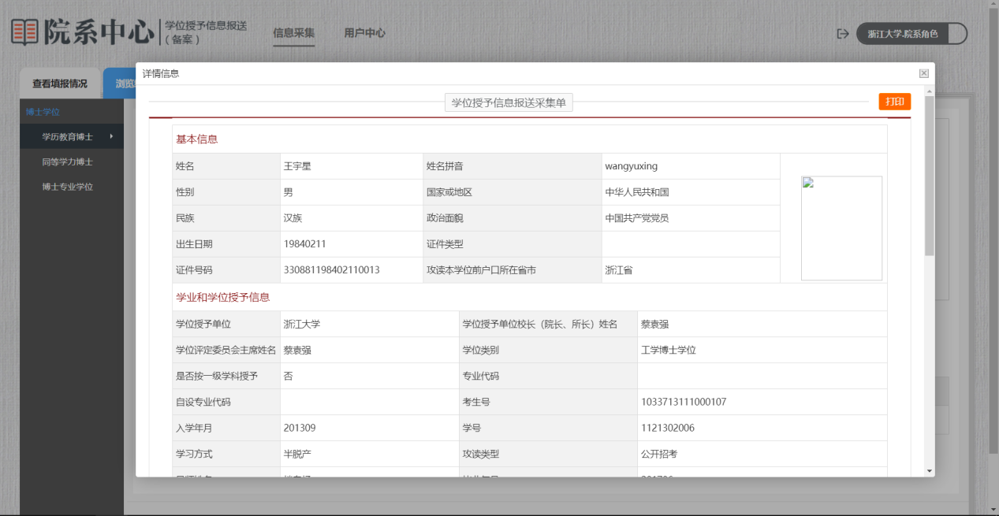 院系中心
学位授予信息报送
（备案）
信息采集
用户中心
浙江大学.院系角色
查看填报情况
浏览
详情信息
学位授予信息报送采集单
打印
博士学位
学历教育博士
同等学力博士
博士专业学位
基本信息
姓名 王宇星 姓名拼音 wangyuxing
性别 男 国家或地区 中华人民共和国
民族 汉族 政治面貌 中国共产党党员
出生日期 19840211 证件类型
证件号码 330881198402110013 攻读本学位前户口所在省市 浙江省
学业和学位授予信息
学位授予单位 浙江大学 学位授予单位校长（院长、所长）姓名 蔡袁强
学位评定委员会主席姓名 蔡袁强 学位类别 工学博士学位
是否按一级学科授予 否 专业代码
自设专业代码 考生号 1033713111000107
入学年月 201309 学号 1121302006
学习方式 半脱产 攻读类型 公开招考